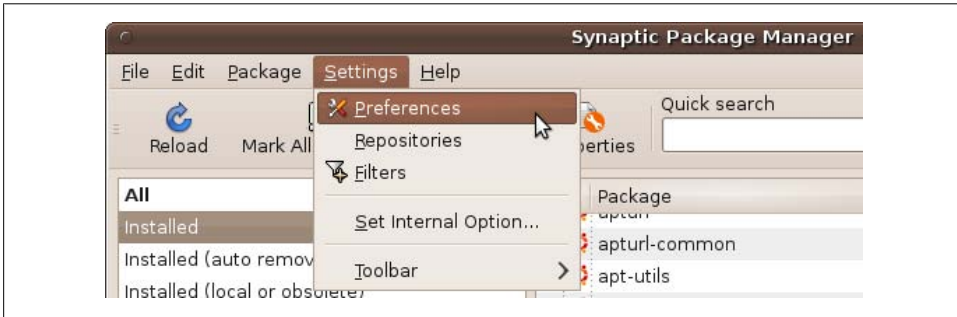 Synaptic Package Manager
File Edit Package Settings Help
Preferences
Repositories
Filters
Set Internal Option...
Toolbar
Reload
Mark All
perties
Quick search
All
Installed
Installed (auto remov
Installed (local or obsolete)
Package
apturl
apturl-common
apt-utils